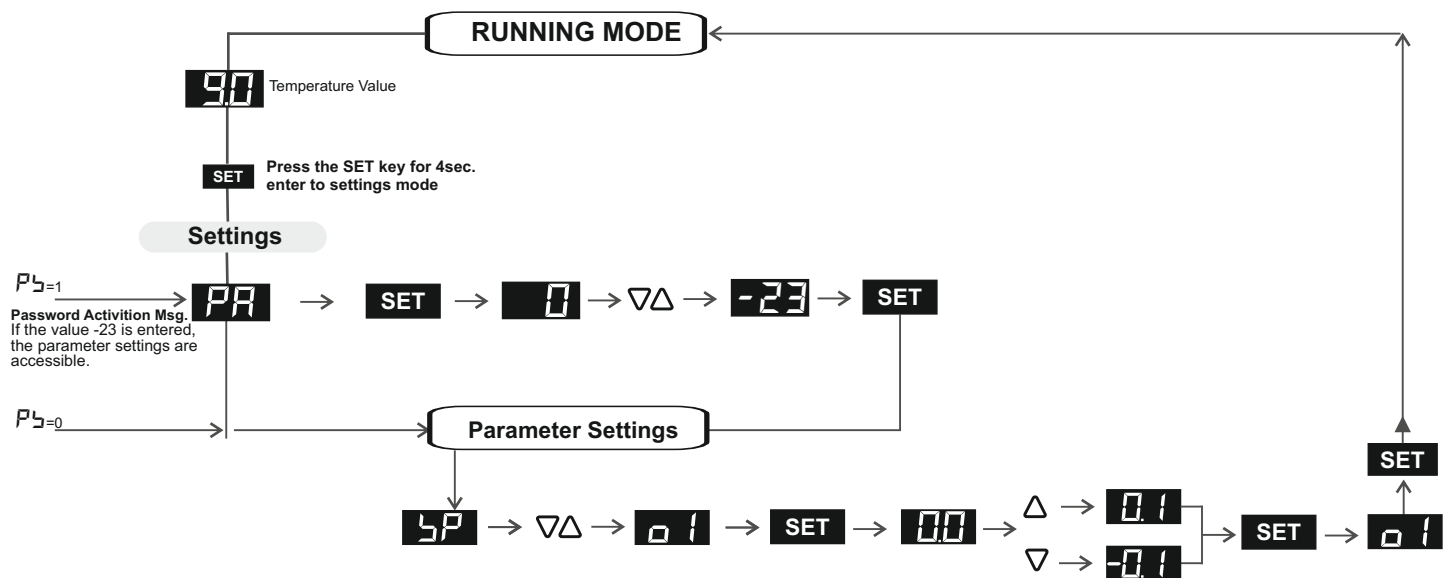 RUNNING MODE
9.0
Temperature Value
SET
Press the SET key for 4sec.
enter to settings mode
Settings
PS=1
PA
SET
0
-23
SET
Password Activition Msg.
If the value -23 is entered,
the parameter settings are
accessible.
PS=0
Parameter Settings
SP
o1
SET
0.0
0.1
-0.1
SET
o1
SET